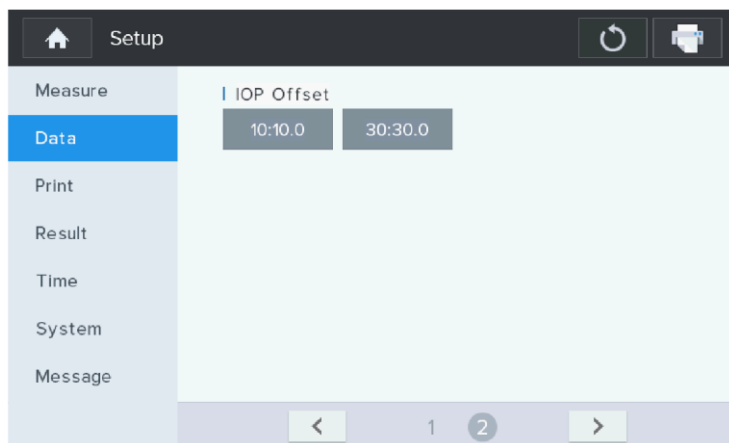 Setup
Measure
Data
Print
Result
Time
System
Message
IOP Offset
10:10.0 30:30.0
< 1 2 >